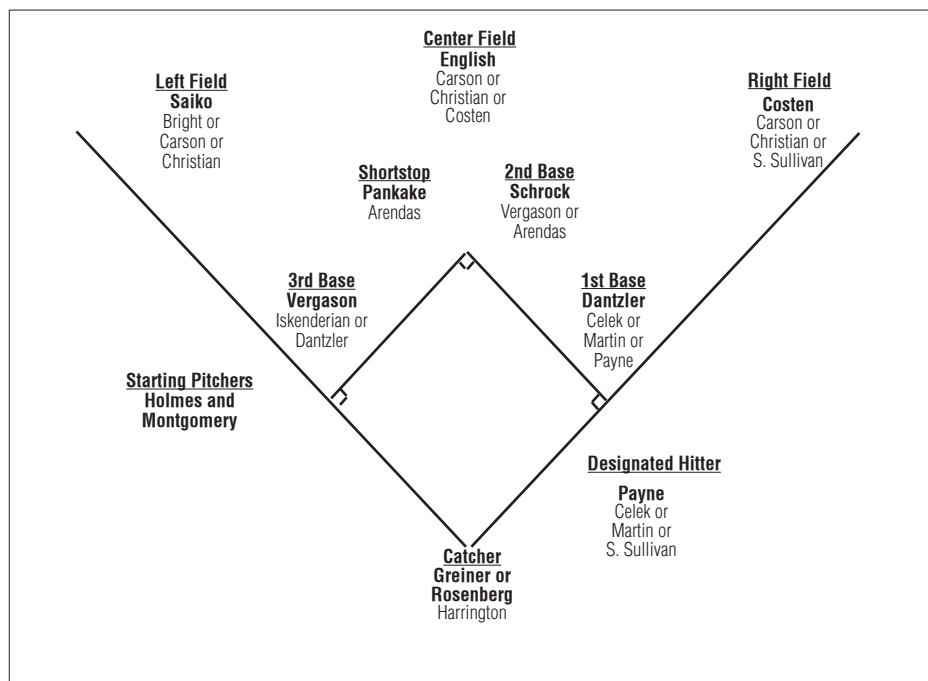 Center Field
English
Carson or
Christian or
Costen
Left Field
Saiko
Bright or
Carson or
Christian
Right Field
Costen
Carson or
Christian or
S. Sullivan
Shortstop
Pankake
Arendas
2nd Base
Schrock
Vergason or
Arendas
3rd Base
Vergason
Iskenderian or
Dantzler
1st Base
Dantzler
Celek or
Martin or
Payne
Starting Pitchers
Holmes and
Montgomery
Designated Hitter
Payne
Celek or
Martin or
S. Sullivan
Catcher
Greiner or
Rosenberg
Harrington